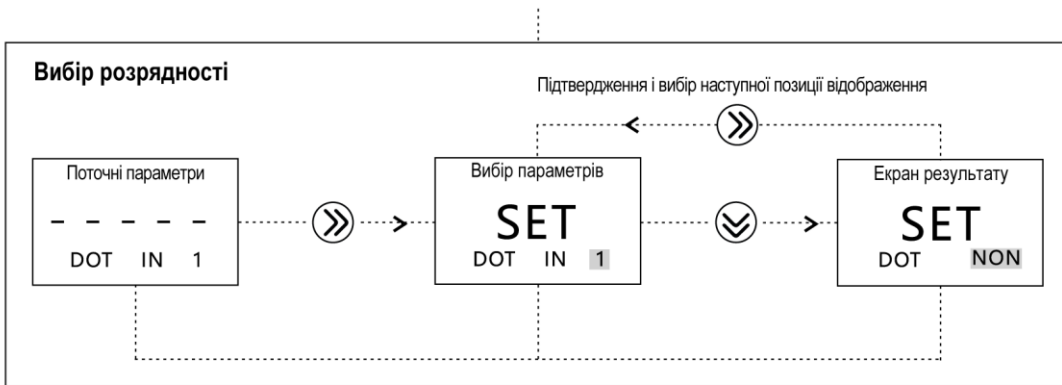 Вибір розрядності
Підтвердження і вибір наступної позиції відображення
Поточні параметри
- - - - -
DOT IN 1
Вибір параметрів
SET
DOT IN 1
Екран результату
SET
DOT NON